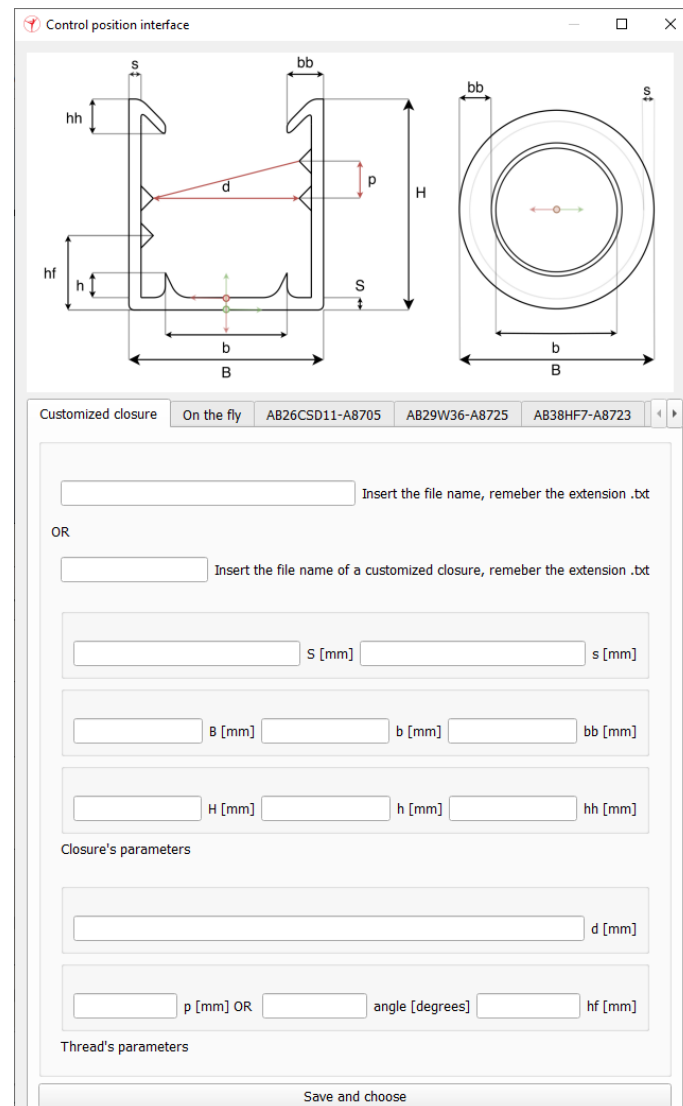 Control position interface
s
bb
hh
bb
s
d
p
H
hf
h
S
b
B
b
B
Customized closure On the fly AB26CSD11-A8705 AB29W36-A8725 AB38HF7-A8723
Insert the file name, remeber the extension .txt
OR
Insert the file name of a customized closure, remeber the extension .txt
S [mm] s [mm]
B [mm] b [mm] bb [mm]
H [mm] h [mm] hh [mm]
Closure's parameters
d [mm]
p [mm] OR angle [degrees] hf [mm]
Thread's parameters
Save and choose